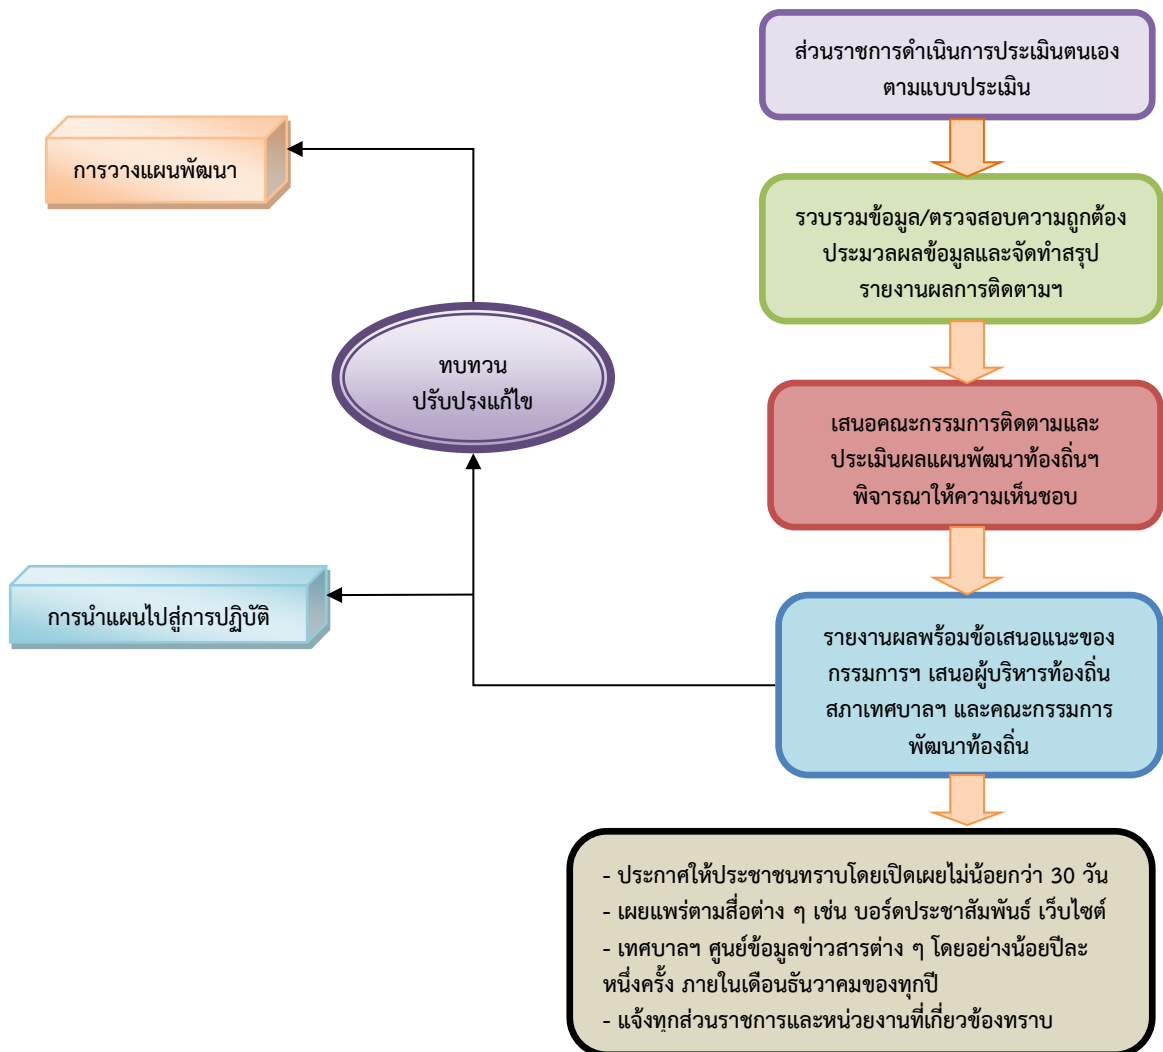 ส่วนราชการดำเนินการประเมินตนเอง
ตามแบบประเมิน
การวางแผนพัฒนา
รวบรวมข้อมูล/ตรวจสอบความถูกต้อง
ประมวลผลข้อมูลและจัดทำสรุป
รายงานผลการติดตามฯ
ทบทวน
ปรับปรุงแก้ไข
เสนอคณะกรรมการติดตามและ
ประเมินผลแผนพัฒนาท้องถิ่นฯ
พิจารณาให้ความเห็นชอบ
การนำแผนไปสู่การปฏิบัติ
รายงานผลพร้อมข้อเสนอแนะของ
กรรมการฯ เสนอผู้บริหารท้องถิ่น
สภาเทศบาลฯ และคณะกรรมการ
พัฒนาท้องถิ่น
- ประกาศให้ประชาชนทราบโดยเปิดเผยไม่น้อยกว่า 30 วัน
- เผยแพร่ตามสื่อต่าง ๆ เช่น บอร์ดประชาสัมพันธ์ เว็บไซต์
- เทศบาลฯ ศูนย์ข้อมูลข่าวสารต่าง ๆ โดยอย่างน้อยปีละ
หนึ่งครั้ง ภายในเดือนธันวาคมของทุกปี
- แจ้งทุกส่วนราชการและหน่วยงานที่เกี่ยวข้องทราบ